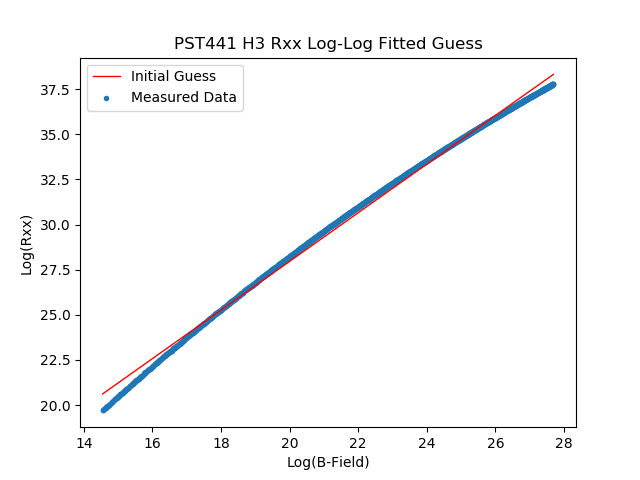 PST441 H3 Rxx Log-Log Fitted Guess
Initial Guess
Measured Data
37.5
35.0
32.5
30.0
27.5
25.0
22.5
20.0
Log(Rxx)
14 16 18 20 22 24 26 28
Log(B-Field)